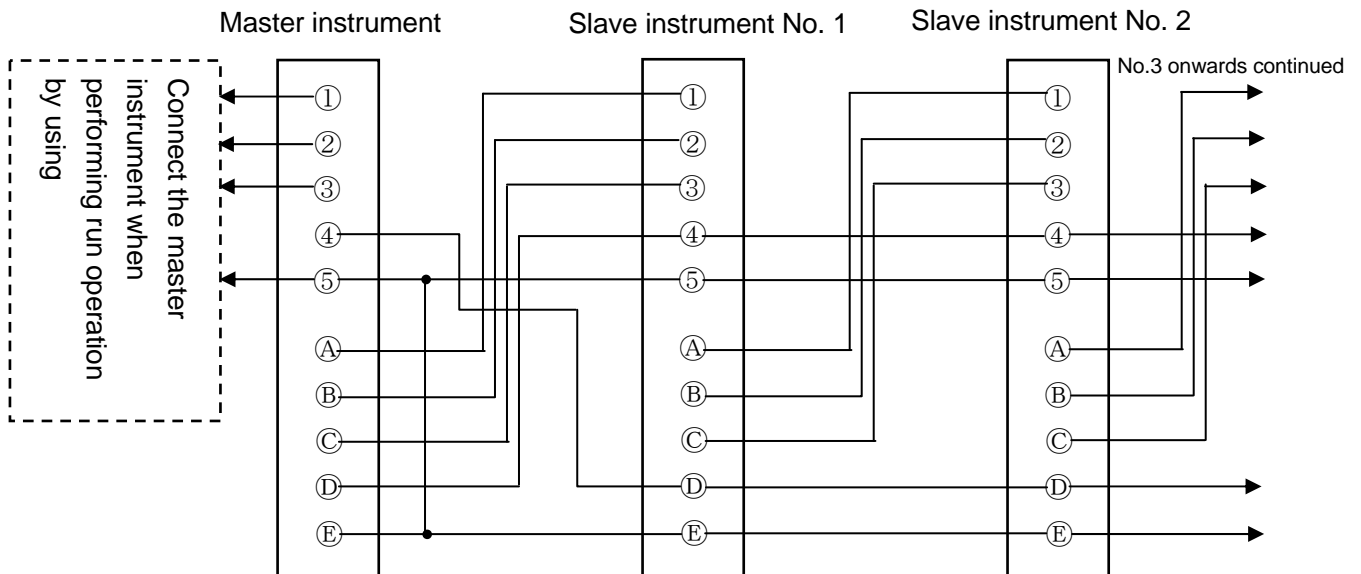 Master instrument
Slave instrument No. 1
Slave instrument No. 2
No.3 onwards continued
Connect the master
instrument when
performing run operation
by using
① ① ①
② ② ②
③ ③ ③
④ ④ ④
⑤ ⑤ ⑤
Ⓐ Ⓐ Ⓐ
Ⓑ Ⓑ Ⓑ
Ⓒ Ⓒ Ⓒ
Ⓓ Ⓓ Ⓓ
Ⓔ Ⓔ Ⓔ